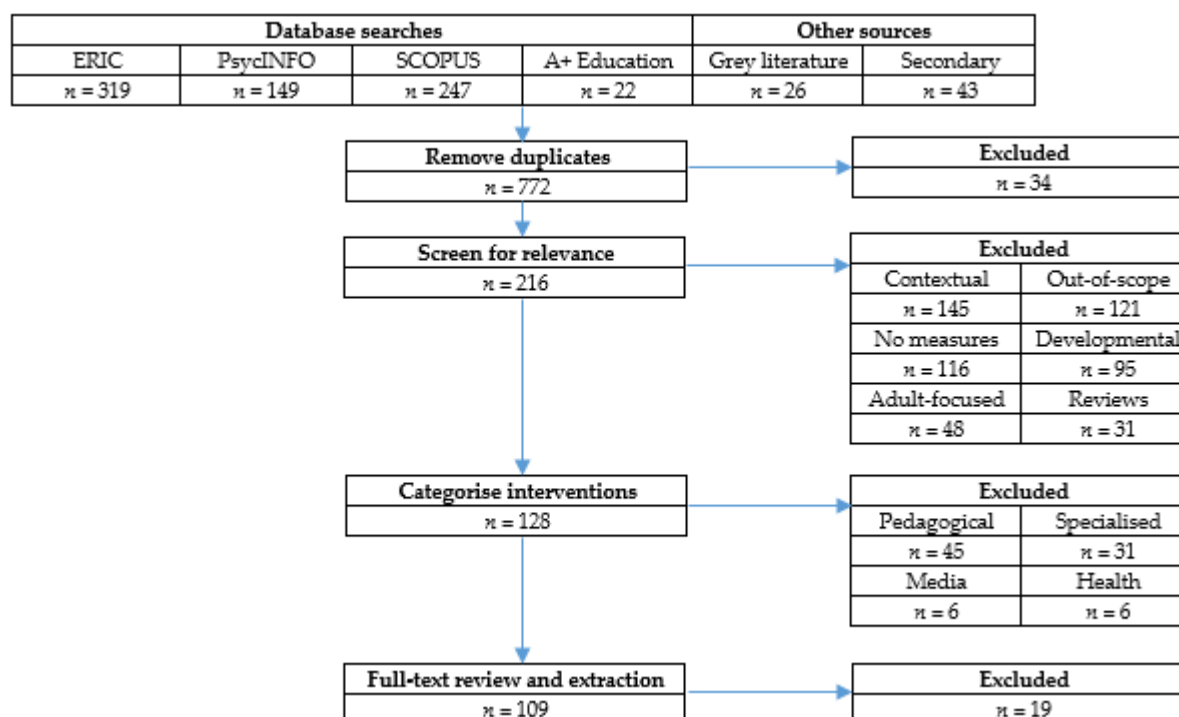 Database searches Other sources
ERIC PsycINFO SCOPUS A+ Education Grey literature Secondary
n = 319 n = 149 n = 247 n = 22 n = 26 n = 43
Remove duplicates
n = 772
Excluded
n = 34
Screen for relevance
n = 216
Excluded
Contextual Out-of-scope
n = 145 n = 121
No measures Developmental
n = 116 n = 95
Adult-focused Reviews
n = 48 n = 31
Categorise interventions
n = 128
Excluded
Pedagogical Specialised
n = 45 n = 31
Media Health
n = 6 n = 6
Full-text review and extraction
n = 109
Excluded
n = 19